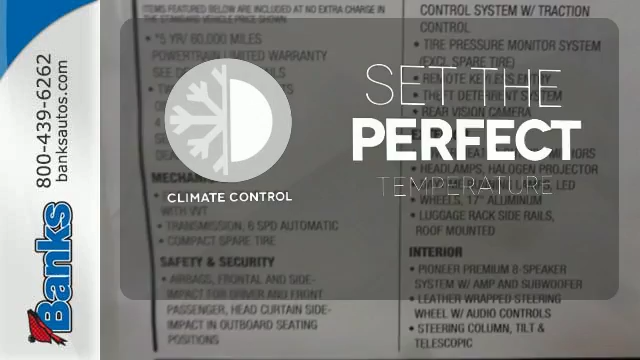 800-439-6262
banksautos.com
Banks
CLIMATE CONTROL
SET THE
PERFECT
TEMPERATURE
ITEMS FEATURED BELOW ARE INCLUDED AT NO EXTRA CHARGE IN
THE STANDARD VEHICLE PRICE SHOWN
• *5 YR/ 60,000 MILES
POWERTRAIN LIMITED WARRANTY
SEE
WITH VVT
• TRANSMISSION, 6 SPD AUTOMATIC
• COMPACT SPARE TIRE
SAFETY & SECURITY
• AIRBAGS, FRONTAL AND SIDE-
IMPACT FOR DRIVER AND FRONT
PASSENGER, HEAD CURTAIN SIDE-
IMPACT IN OUTBOARD SEATING
POSITIONS
CONTROL SYSTEM W/ TRACTION
CONTROL
• TIRE PRESSURE MONITOR SYSTEM
(EXCL SPARE TIRE)
• REMOTE KEYLESS ENTRY
• THEFT DETERRENT SYSTEM
• REAR VISION CAMERA
• HEADLAMPS, HALOGEN PROJECTOR
LED
• WHEELS, 17" ALUMINUM
• LUGGAGE RACK SIDE RAILS,
ROOF MOUNTED
INTERIOR
• PIONEER PREMIUM 8-SPEAKER
SYSTEM W/ AMP AND SUBWOOFER
• LEATHER WRAPPED STEERING
WHEEL W/ AUDIO CONTROLS
• STEERING COLUMN, TILT &
TELESCOPIC